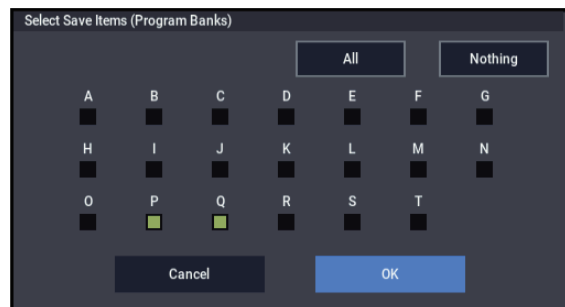 Select Save Items (Program Banks)
All Nothing
A B C D E F G
H I J K L M N
O P Q R S T
Cancel OK